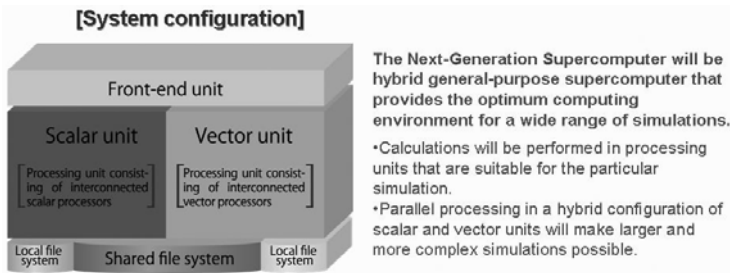 [System configuration]
Front-end unit
Scalar unit
Processing unit consist-
ing of interconnected
scalar processors
Vector unit
Processing unit consist-
ing of interconnected
vector processors
Local file
system
Shared file system
Local file
system
The Next-Generation Supercomputer will be
hybrid general-purpose supercomputer that
provides the optimum computing
environment for a wide range of simulations.
•Calculations will be performed in processing
units that are suitable for the particular
simulation.
•Parallel processing in a hybrid configuration of
scalar and vector units will make larger and
more complex simulations possible.